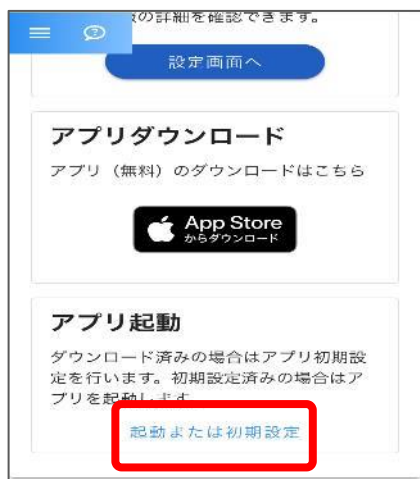 の詳細を確認できます。
設定画面へ
アプリダウンロード
アプリ（無料）のダウンロードはこちら
App Store
からダウンロード
アプリ起動
ダウンロード済みの場合はアプリ初期設
定を行います。初期設定済みの場合はア
プリを起動します
起動または初期設定